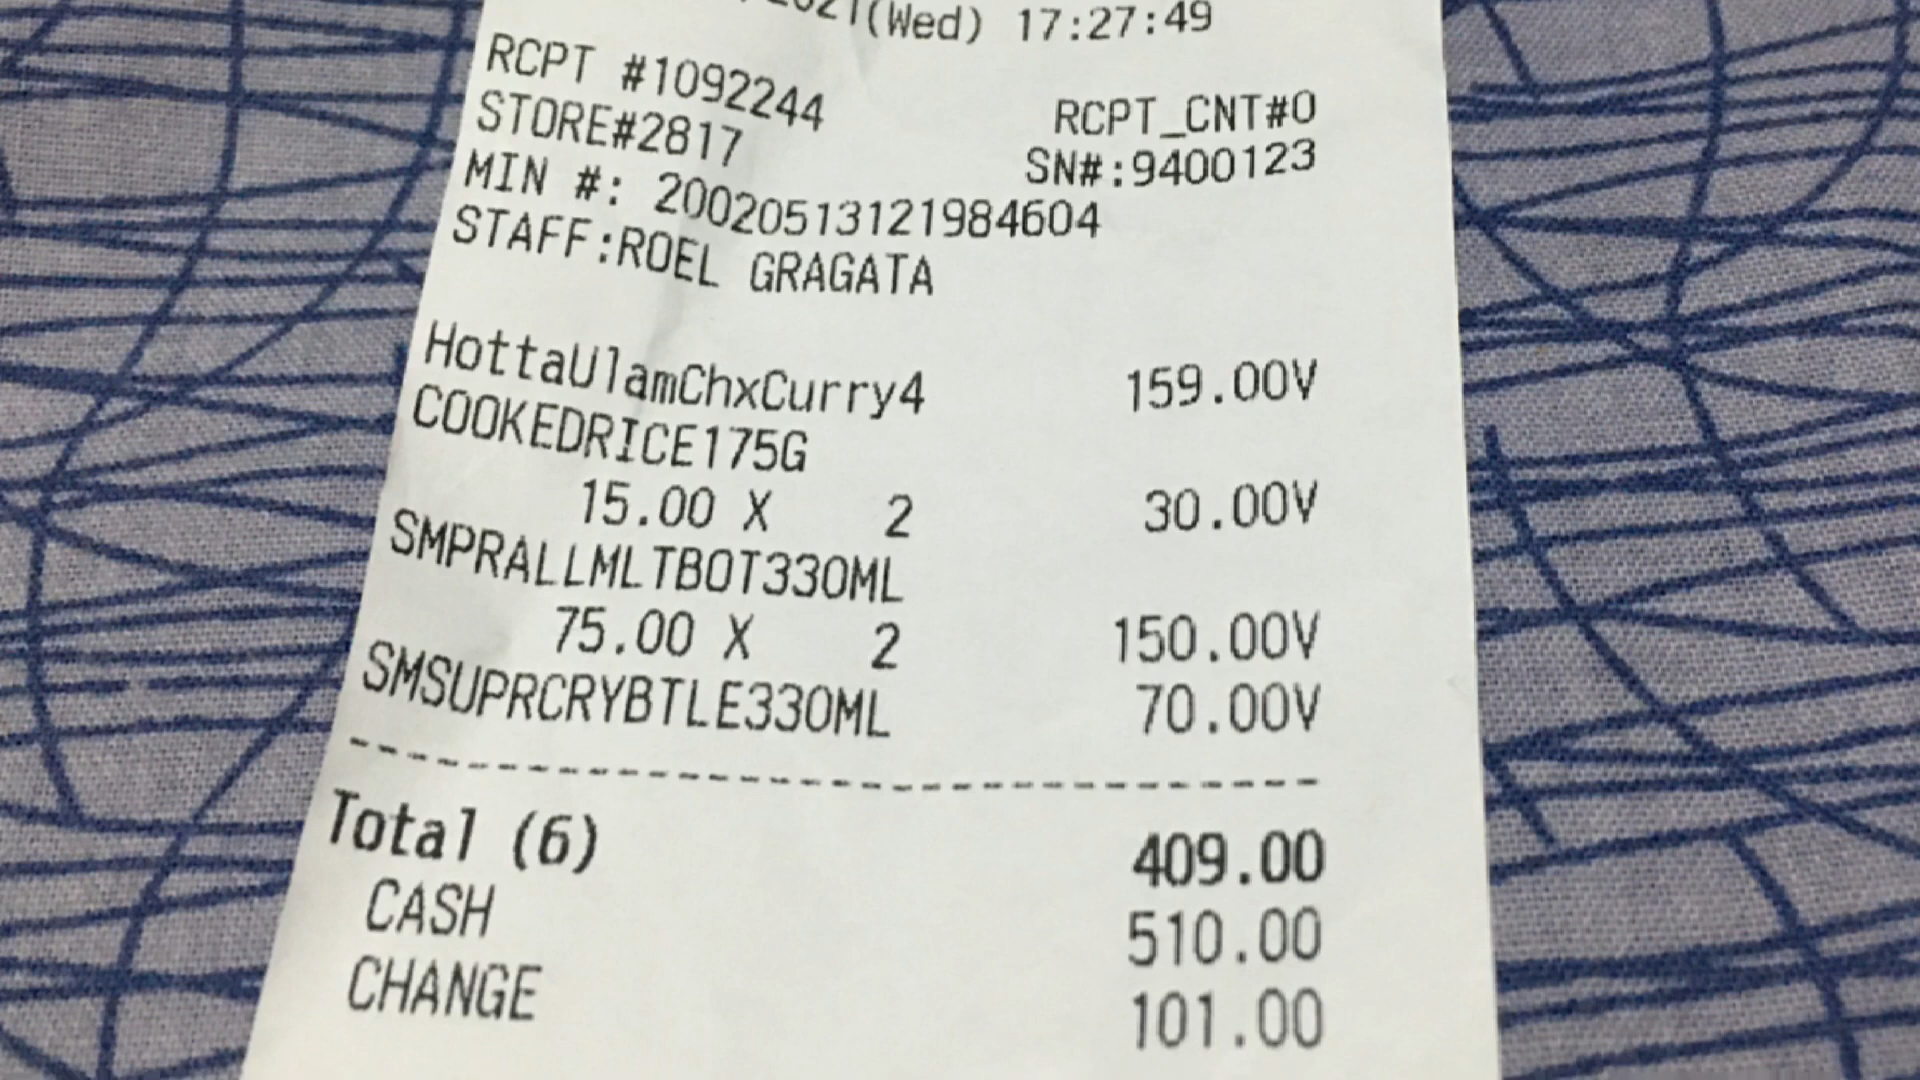 2021(Wed) 17:27:49
RCPT #1092244 RCPT_CNT#0
STORE#2817 SN#:9400123
MIN #: 20020513121984604
STAFF:ROEL GRAGATA
HottaUlamChxCurry4 159.00V
COOKEDRICE175G
15.00 X 2 30.00V
SMPRALLMLTBOT330ML
75.00 X 2 150.00V
SMSUPRCRYBTLE330ML 70.00V
Total (6) 409.00
CASH 510.00
CHANGE 101.00